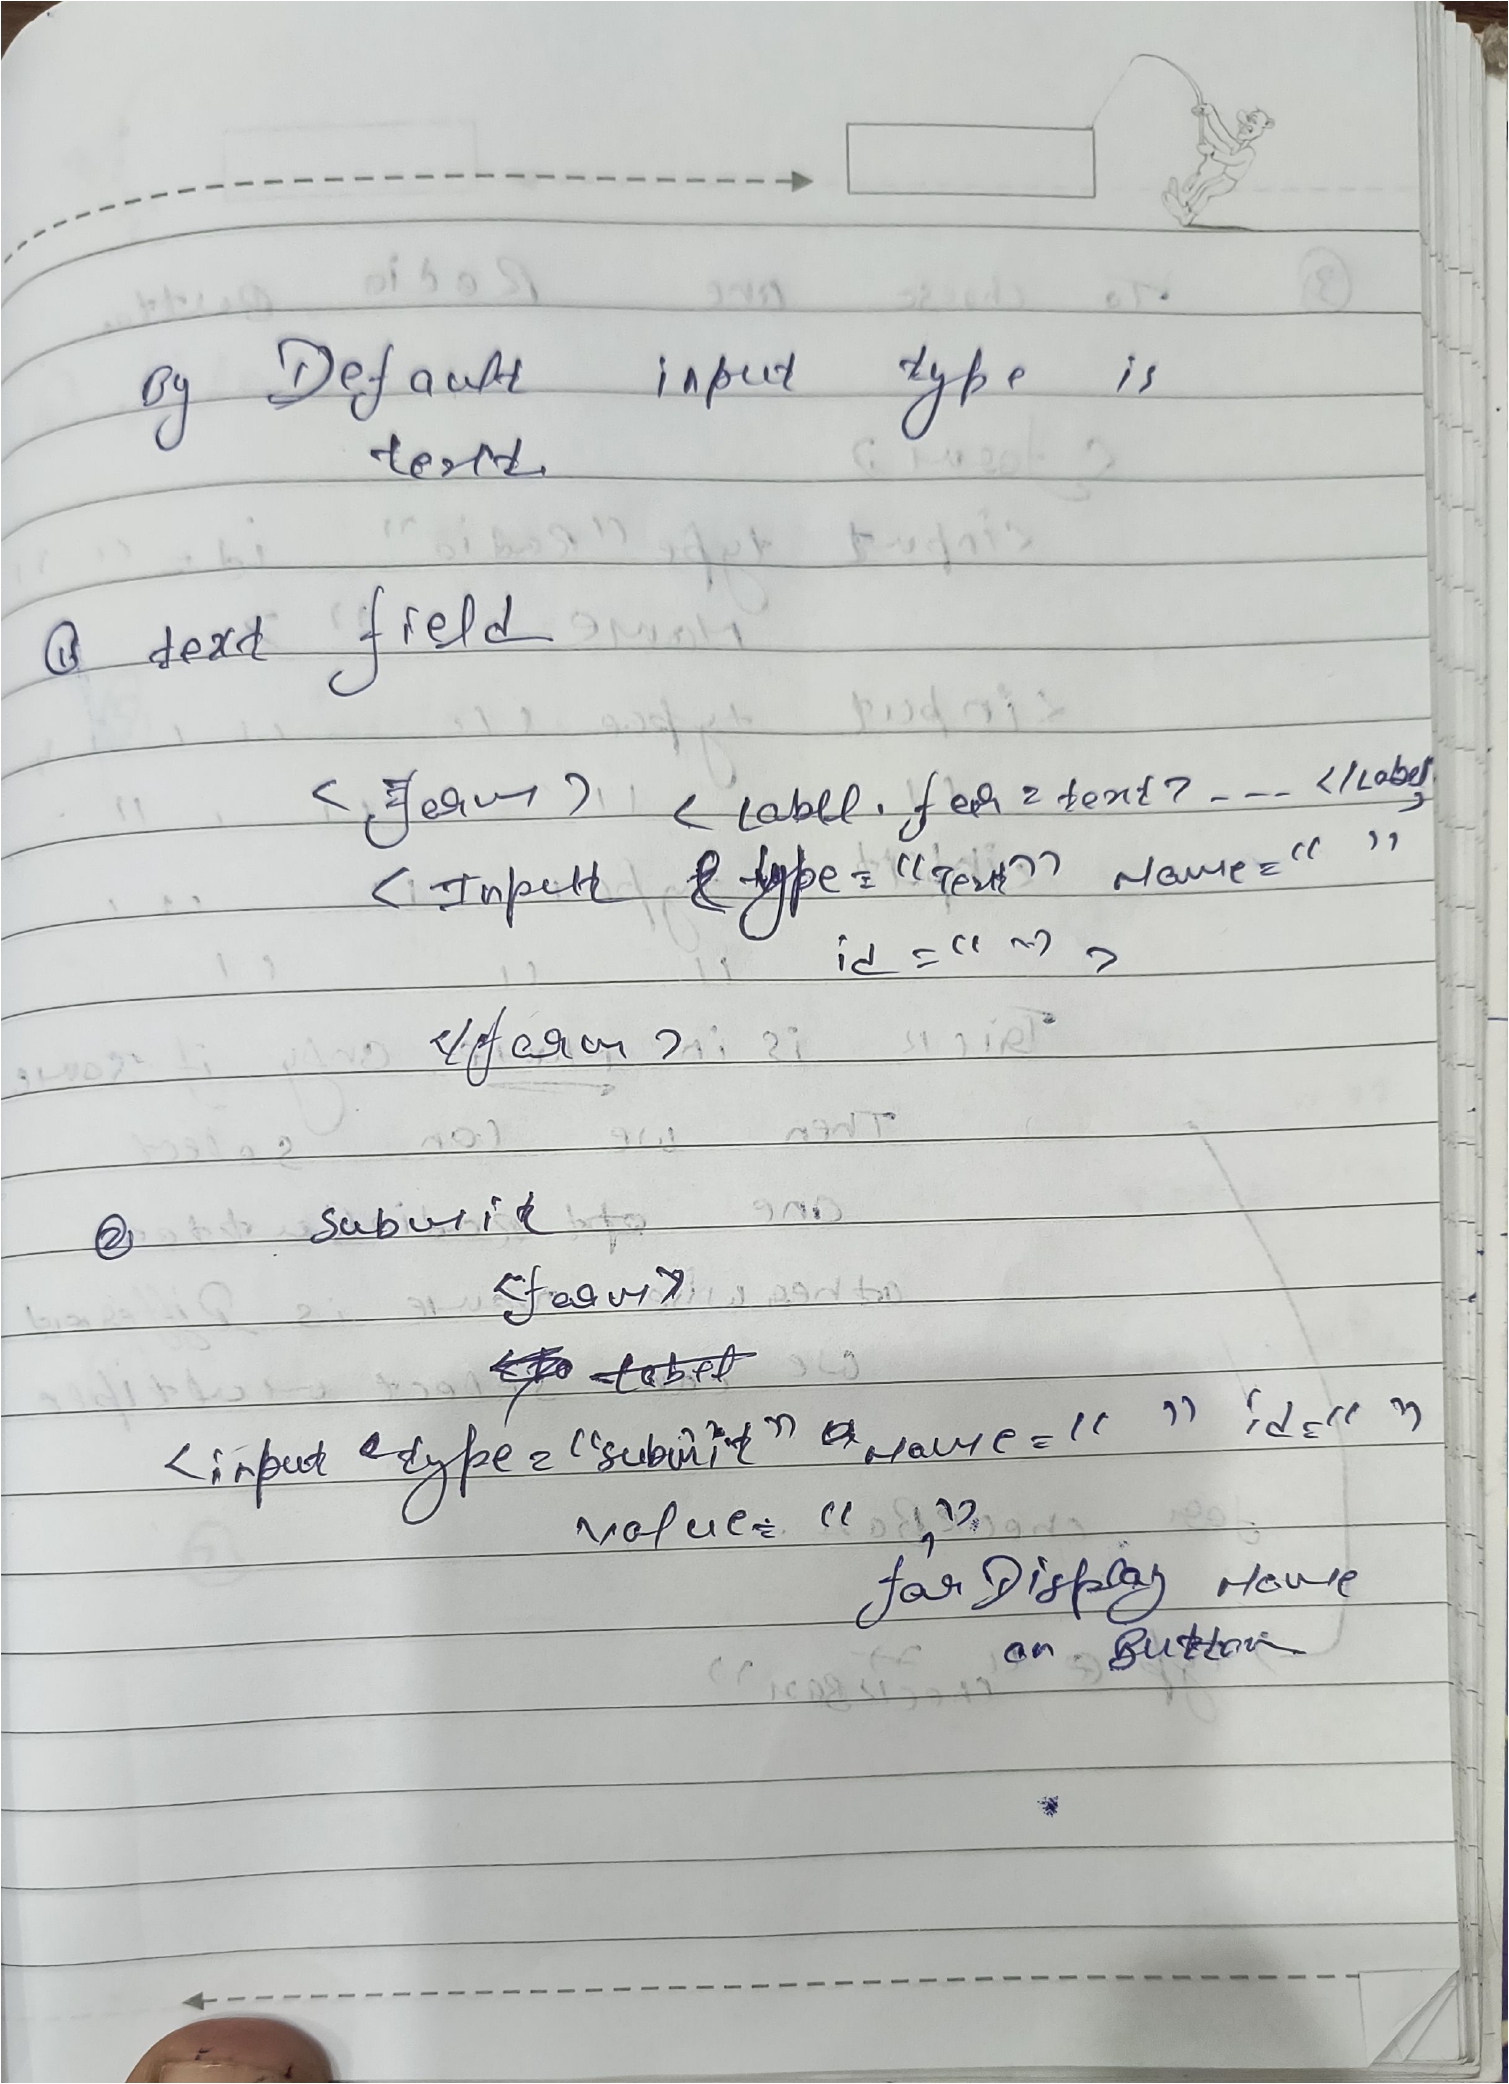 By Default input type is
text.
① text field
<form> <Label for = text> --- </Label>
<Input type = "Text" Name = " "
id = " " >
</form>
② submit
<form>
<input type = "submit" Name = " " id = " "
value = " "
for Display Name
on Button